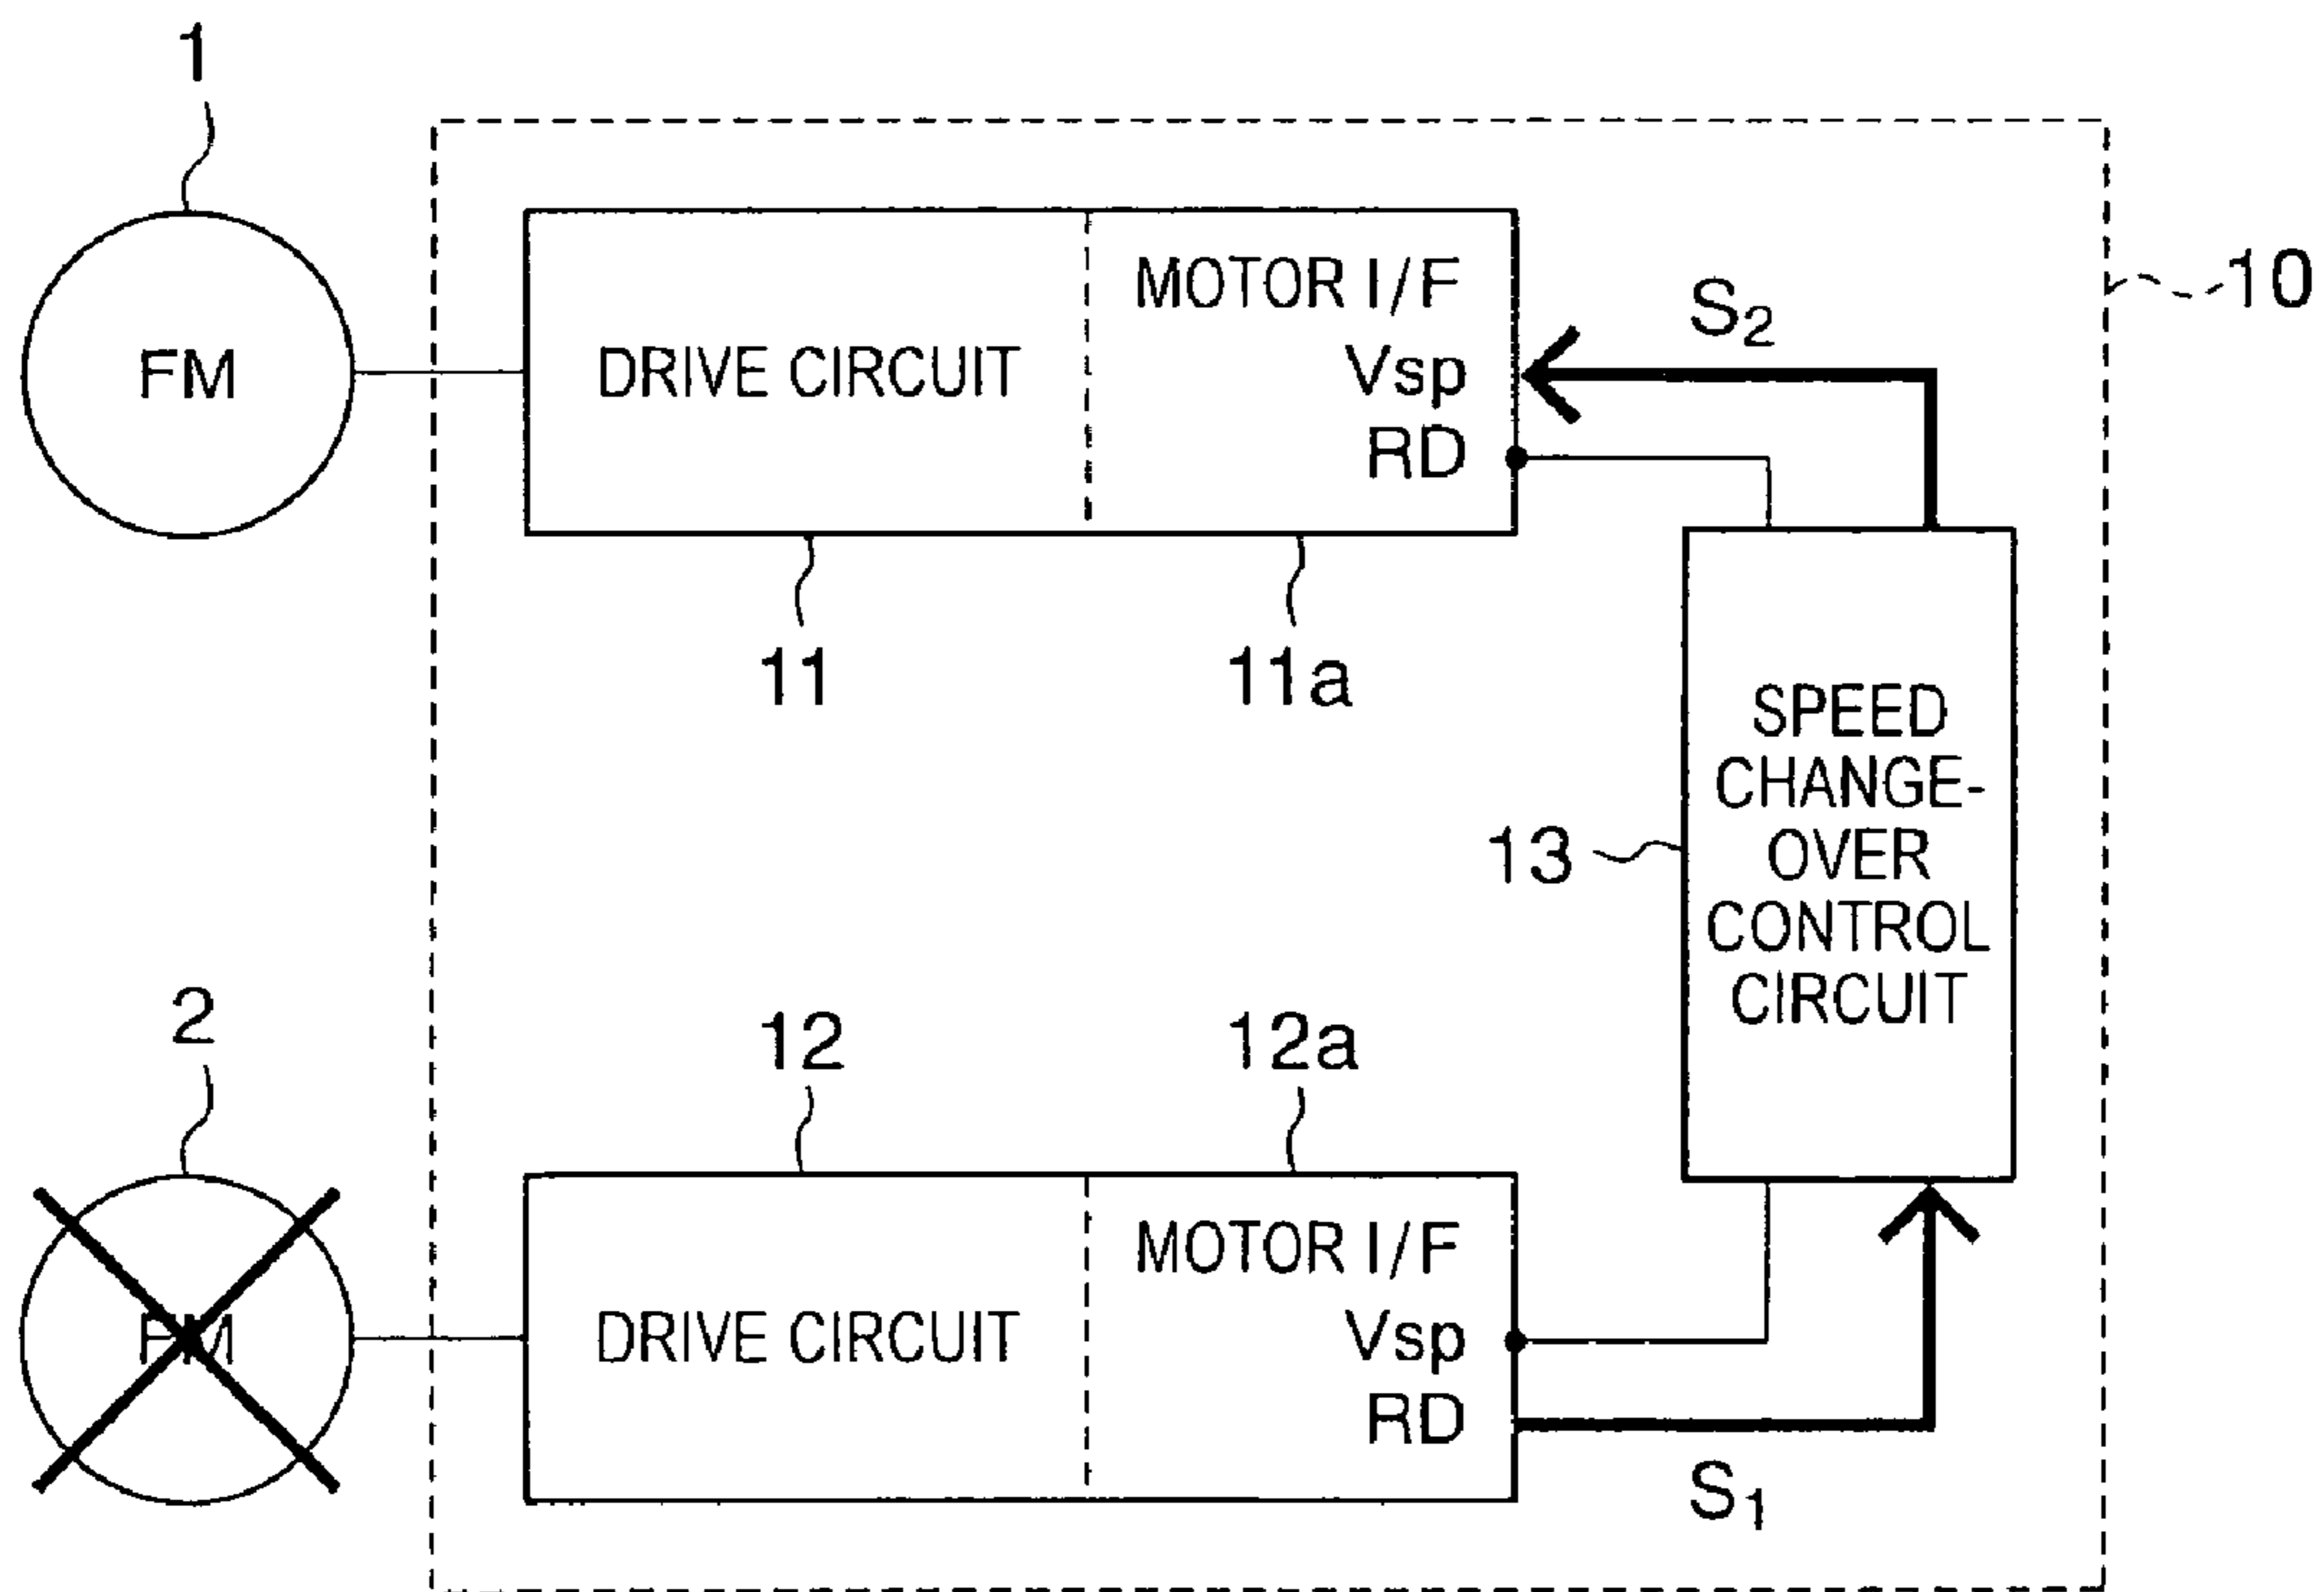 1
10
FM
DRIVE CIRCUIT
MOTOR I/F
Vsp
RD
S2
11
11a
13
SPEED
CHANGE-
OVER
CONTROL
CIRCUIT
2
12
12a
FM
DRIVE CIRCUIT
MOTOR I/F
Vsp
RD
S1